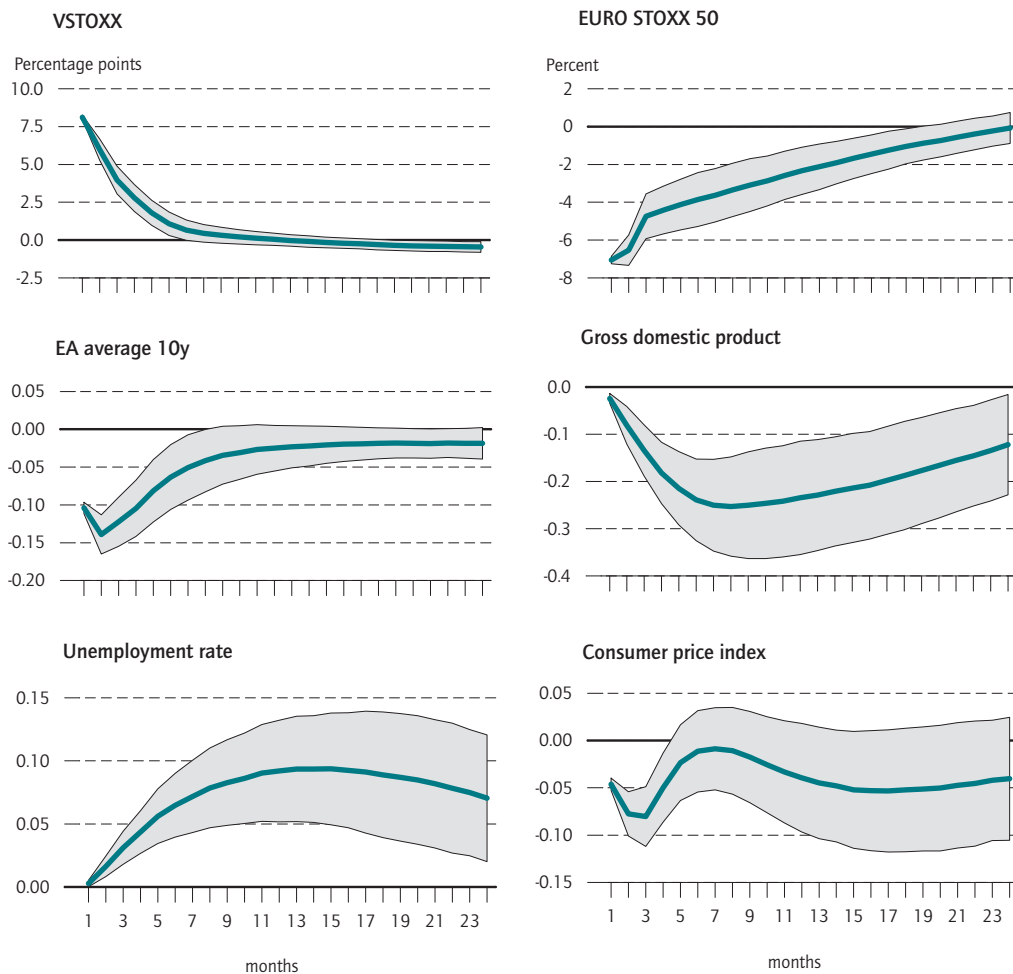 VSTOXX
Percentage points
10.0
7.5
5.0
2.5
0.0
-2.5
EURO STOXX 50
Percent
2
0
-2
-4
-6
-8
EA average 10y
0.05
0.00
-0.05
-0.10
-0.15
-0.20
Gross domestic product
0.0
-0.1
-0.2
-0.3
-0.4
Unemployment rate
0.15
0.10
0.05
0.00
1 3 5 7 9 11 13 15 17 19 21 23
months
Consumer price index
0.05
0.00
-0.05
-0.10
-0.15
1 3 5 7 9 11 13 15 17 19 21 23
months